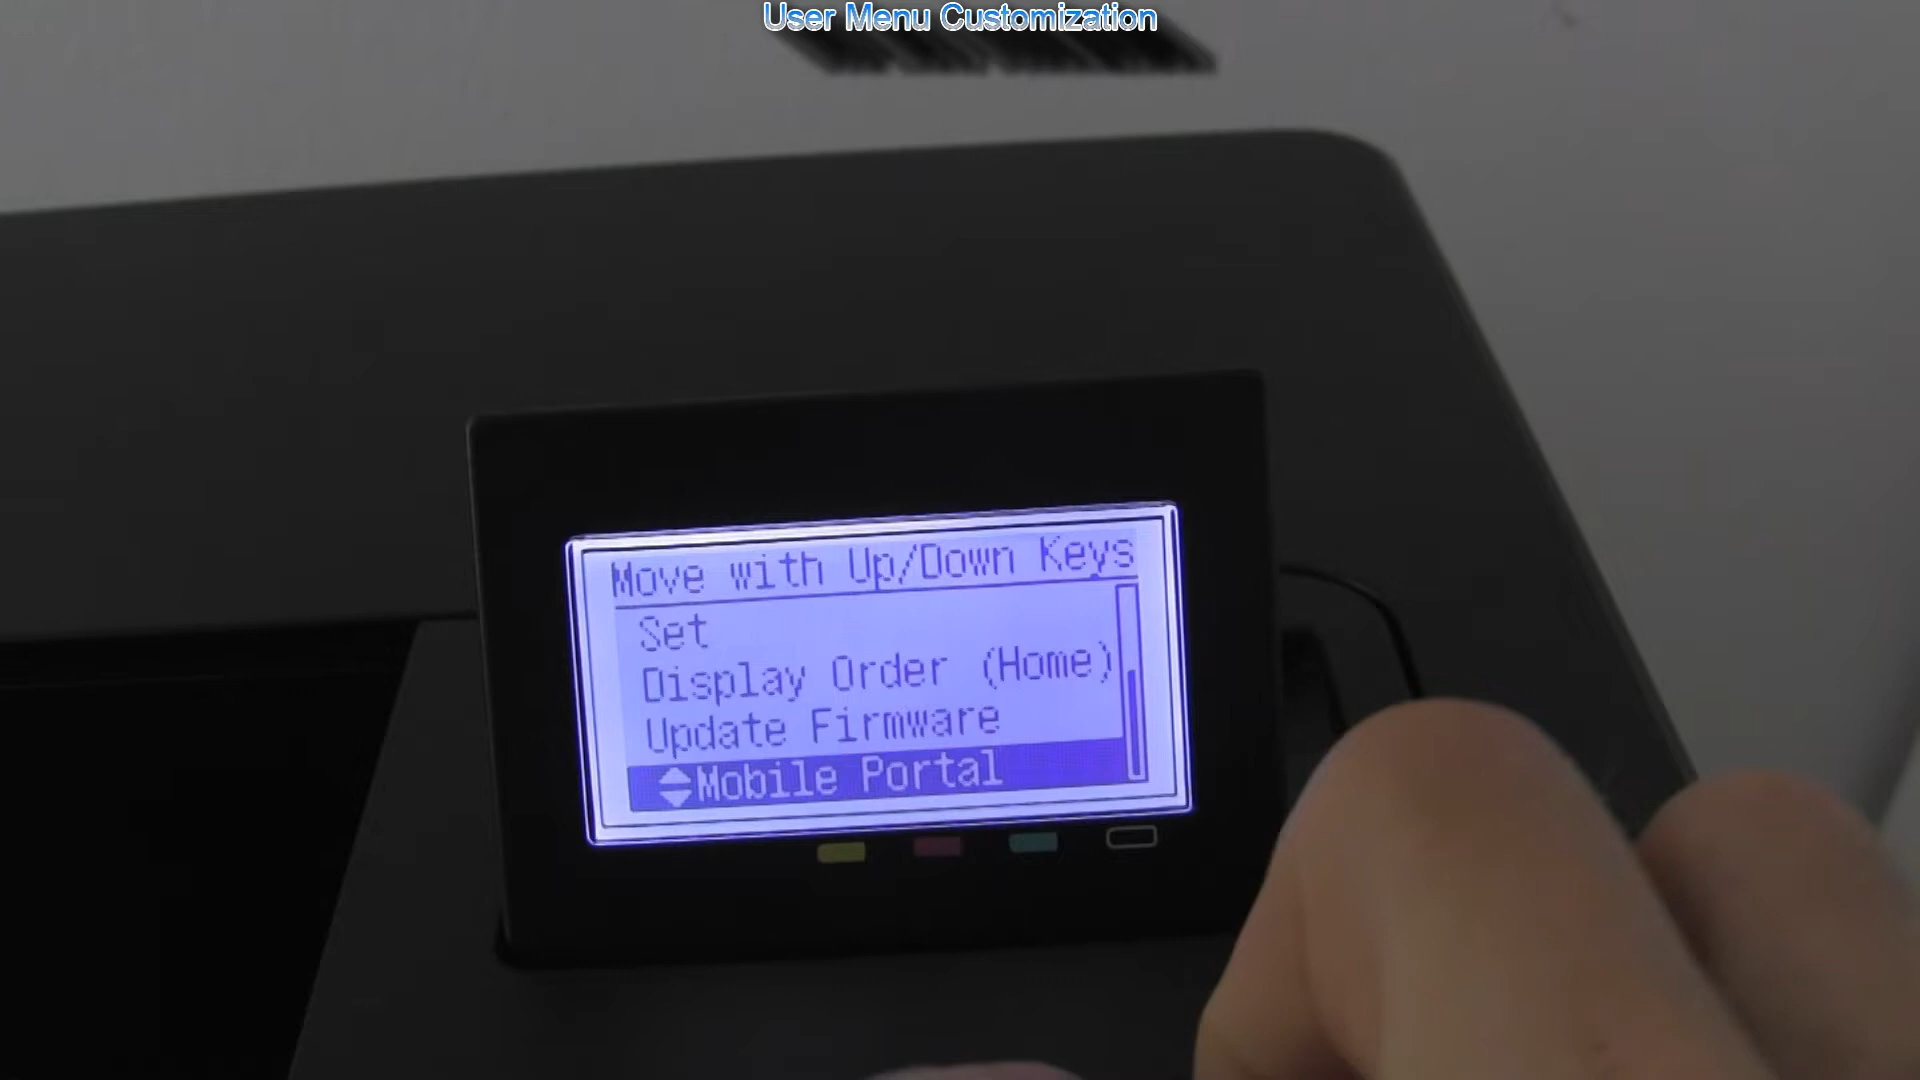 User Menu Customization
Move with Up/Down Keys
Set
Display Order (Home)
Update Firmware
Mobile Portal